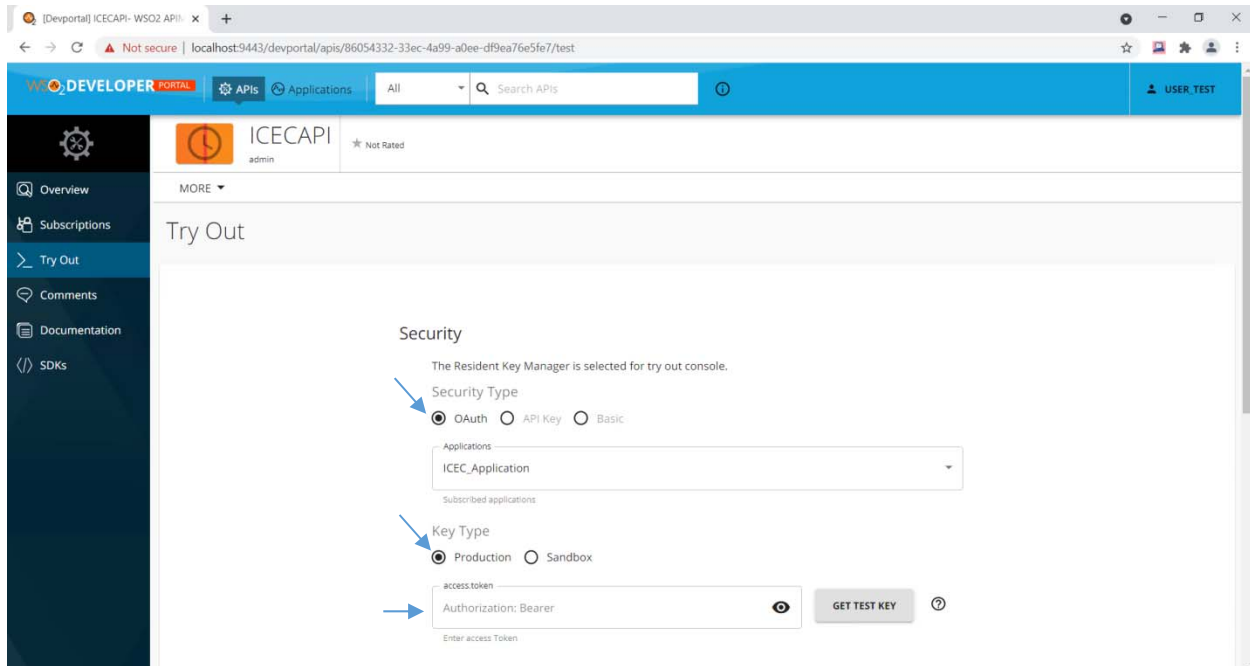 [Devportal] ICECAPI- WSO2 APIM
Not secure | localhost:9443/devportal/apis/86054332-33ec-4a99-a0ee-df9ea76e5fe7/test
WSO2 DEVELOPER PORTAL
APIs
Applications
All
Search APIs
USER_TEST
ICECAPI
admin
Not Rated
Overview
MORE
Subscriptions
Try Out
Try Out
Comments
Documentation
SDKs
Security
The Resident Key Manager is selected for try out console.
Security Type
OAuth API Key Basic
Applications
ICEC_Application
Subscribed applications
Key Type
Production Sandbox
access.token
Authorization: Bearer
GET TEST KEY
Enter access Token